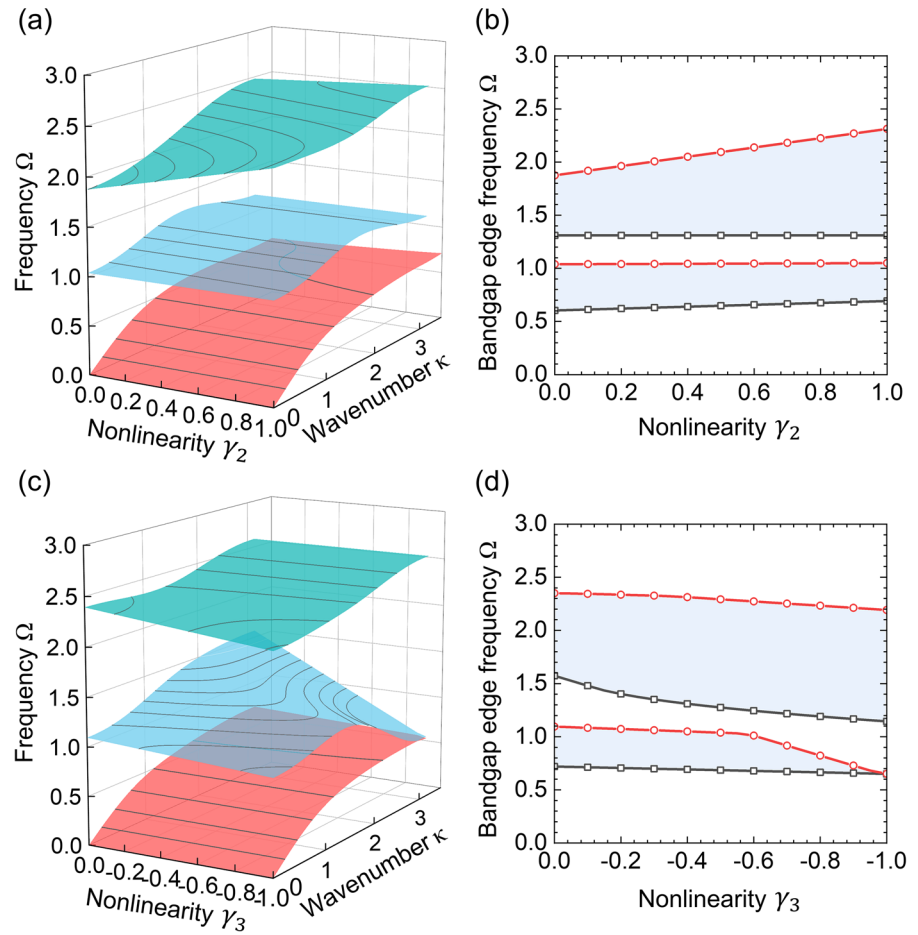 (a)
3.0
2.5
2.0
1.5
1.0
0.5
0.0
Frequency Ω
0.0 0.2 0.4 0.6 0.8 1.0
Nonlinearity γ2
0 1 2 3
Wavenumber κ
(b)
3.0
2.5
2.0
1.5
1.0
0.5
0.0
Bandgap edge frequency Ω
0.0 0.2 0.4 0.6 0.8 1.0
Nonlinearity γ2
(c)
3.0
2.5
2.0
1.5
1.0
0.5
0.0
Frequency Ω
0.0 -0.2 -0.4 -0.6 -0.8 -1.0
Nonlinearity γ3
0 1 2 3
Wavenumber κ
(d)
3.0
2.5
2.0
1.5
1.0
0.5
0.0
Bandgap edge frequency Ω
0.0 -0.2 -0.4 -0.6 -0.8 -1.0
Nonlinearity γ3